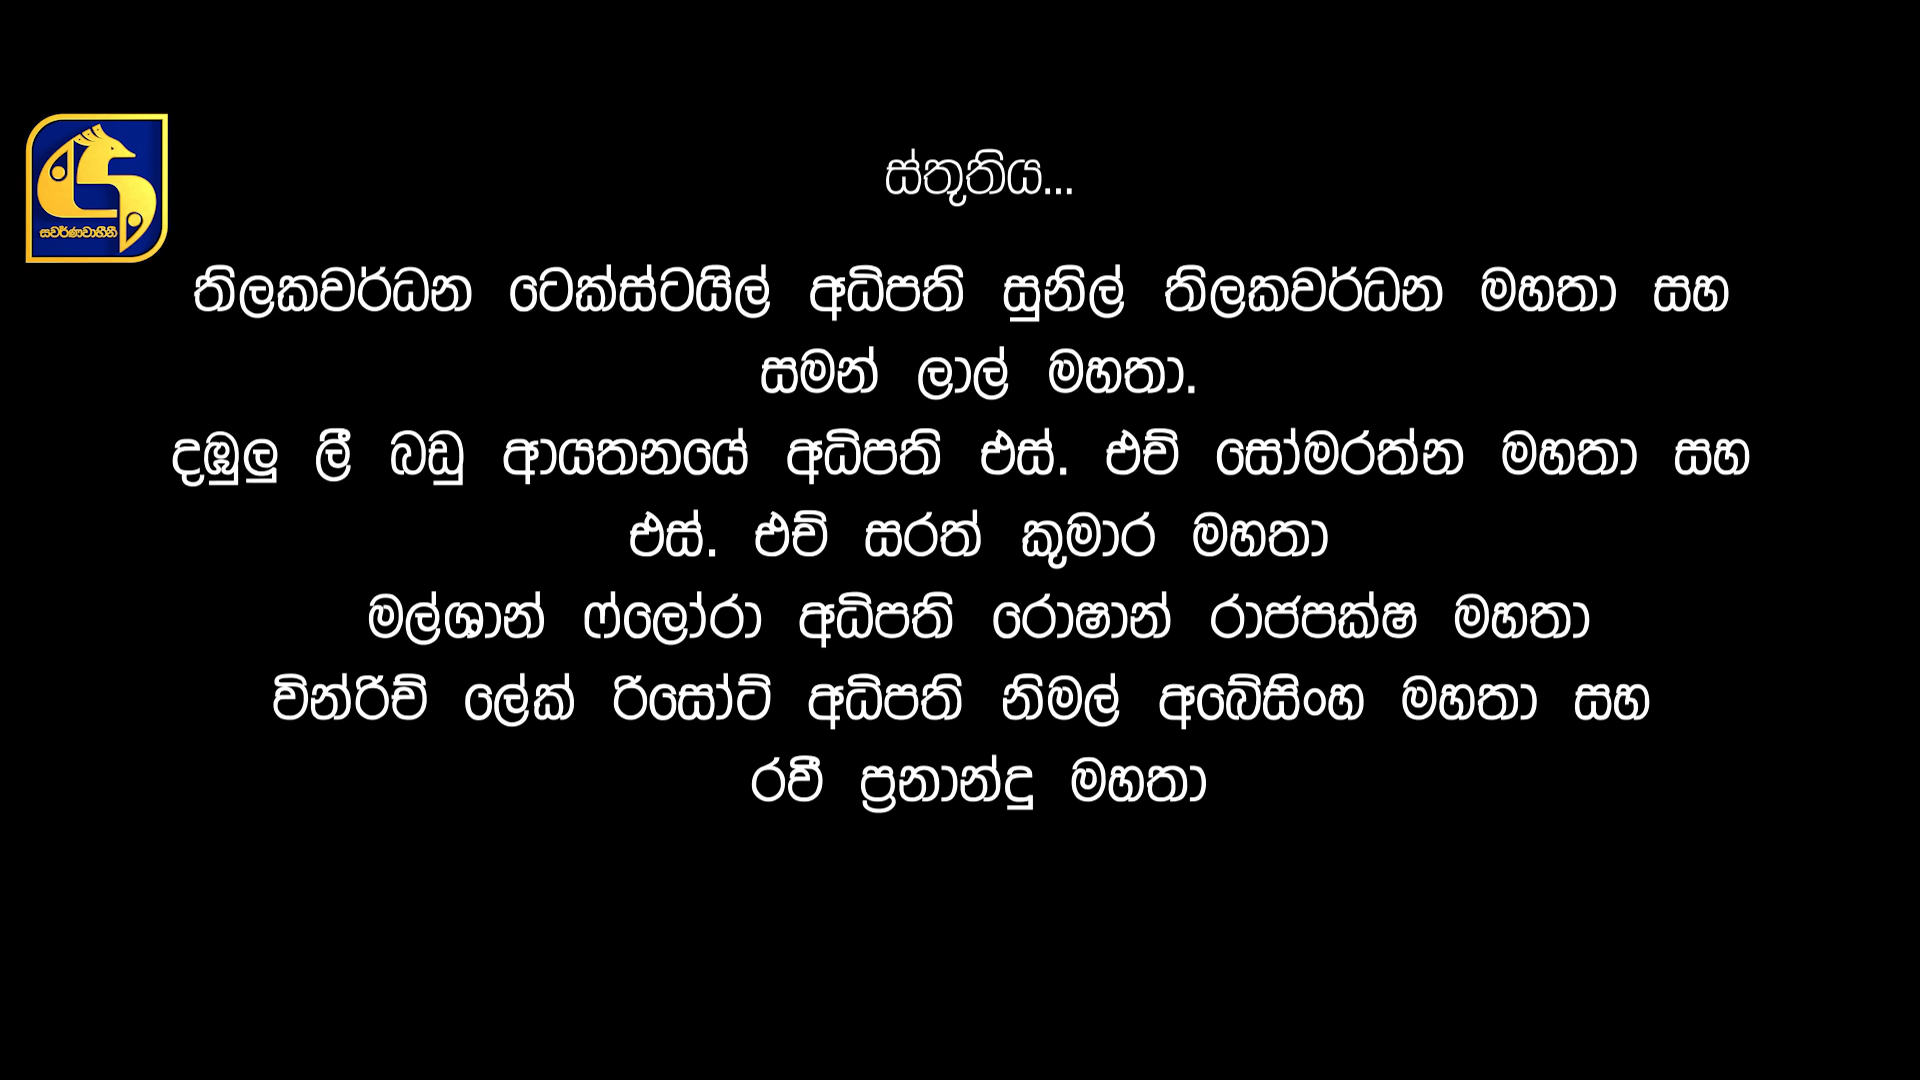 ස්වර්ණවාහිනී
ස්තූතිය...
තිලකවර්ධන ටෙක්ස්ටයිල් අධිපති සුනිල් තිලකවර්ධන මහතා සහ
සමන් ලාල් මහතා.
දඹුලු ලී බඩු ආයතනයේ අධිපති එස්. එච් සෝමරත්න මහතා සහ
එස්. එච් සරත් කුමාර මහතා
මල්ශාන් ෆ්ලෝරා අධිපති රොෂාන් රාජපක්ෂ මහතා
වින්රිච් ලේක් රිසෝට් අධිපති නිමල් අබේසිංහ මහතා සහ
රවී ප්‍රනාන්දු මහතා